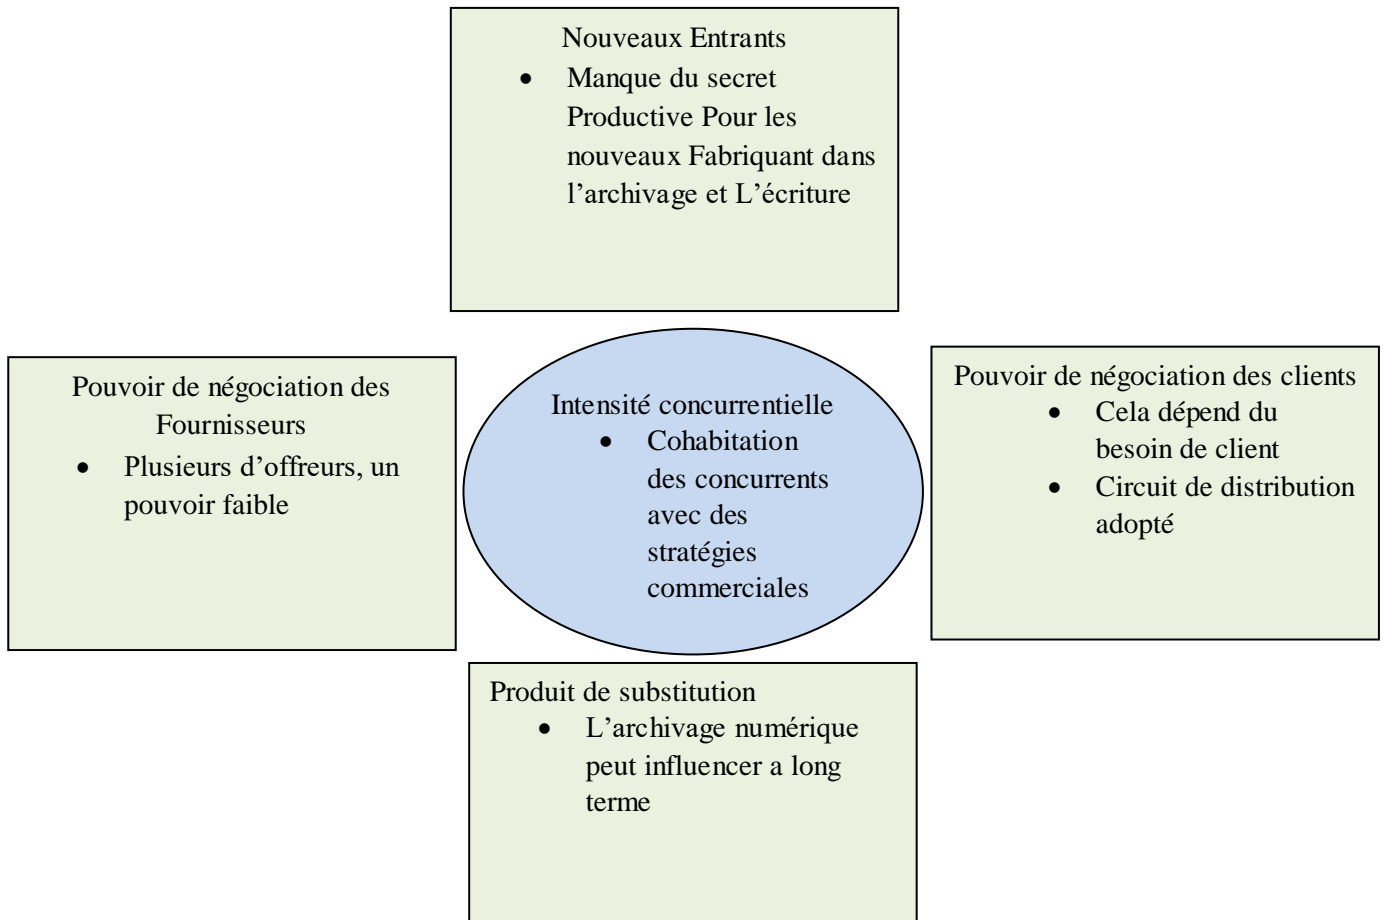 Nouveaux Entrants
• Manque du secret
Productive Pour les
nouveaux Fabriquant dans
l’archivage et L’écriture
Pouvoir de négociation des
Fournisseurs
• Plusieurs d’offreurs, un
pouvoir faible
Intensité concurrentielle
• Cohabitation
des concurrents
avec des
stratégies
commerciales
Pouvoir de négociation des clients
• Cela dépend du
besoin de client
• Circuit de distribution
adopté
Produit de substitution
• L’archivage numérique
peut influencer a long
terme